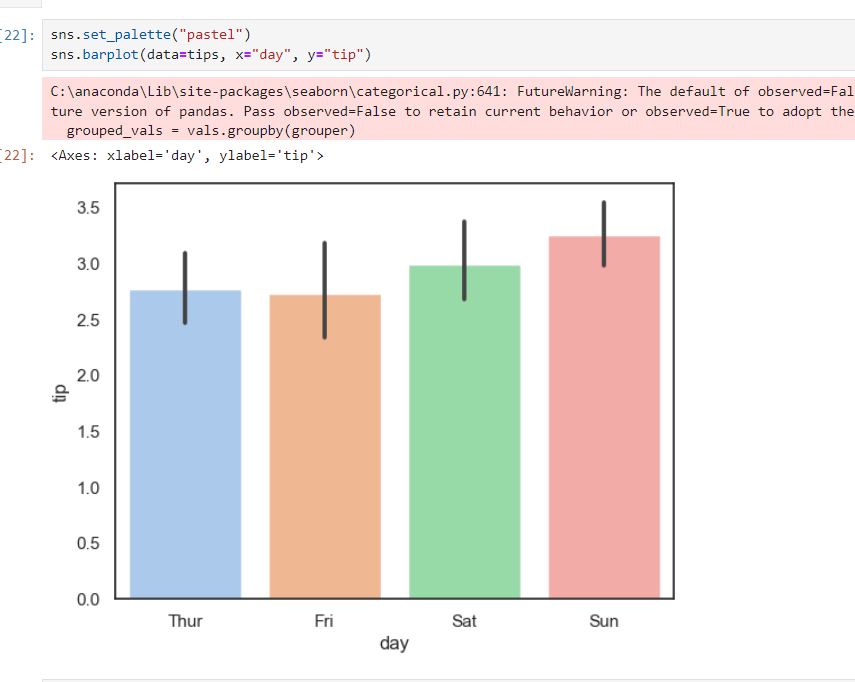 [22]:
sns.set_palette("pastel")
sns.barplot(data=tips, x="day", y="tip")
C:\anaconda\Lib\site-packages\seaborn\categorical.py:641: FutureWarning: The default of observed=Fal
ture version of pandas. Pass observed=False to retain current behavior or observed=True to adopt the
grouped_vals = vals.groupby(grouper)
[22]:
<Axes: xlabel='day', ylabel='tip'>
3.5
3.0
2.5
2.0
tip
1.5
1.0
0.5
0.0
Thur Fri Sat Sun
day